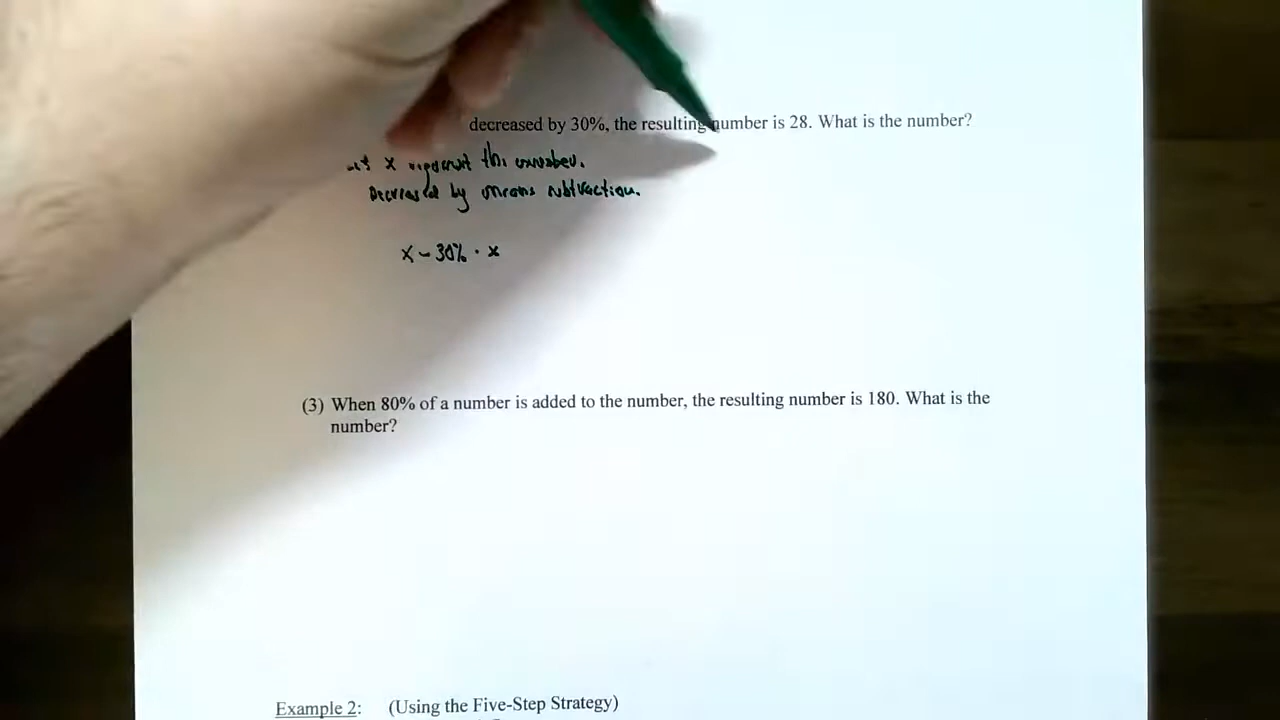 decreased by 30%, the resulting number is 28. What is the number?
x represent the number.
Decreased by means subtraction.
x - 30% · x
(3) When 80% of a number is added to the number, the resulting number is 180. What is the
number?
Example 2: (Using the Five-Step Strategy)